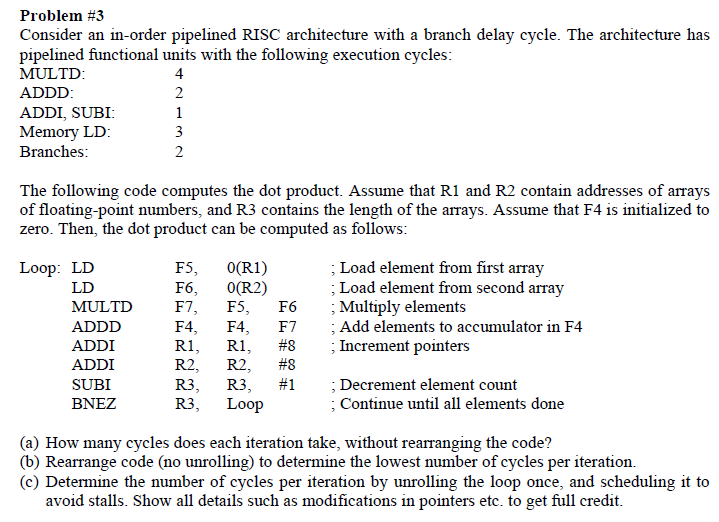 Problem #3
Consider an in-order pipelined RISC architecture with a branch delay cycle. The architecture has
pipelined functional units with the following execution cycles:
MULTD: 4
ADDD: 2
ADDI, SUBI: 1
Memory LD: 3
Branches: 2
The following code computes the dot product. Assume that R1 and R2 contain addresses of arrays
of floating-point numbers, and R3 contains the length of the arrays. Assume that F4 is initialized to
zero. Then, the dot product can be computed as follows:
Loop: LD F5, 0(R1) ; Load element from first array
LD F6, 0(R2) ; Load element from second array
MULTD F7, F5, F6 ; Multiply elements
ADDD F4, F4, F7 ; Add elements to accumulator in F4
ADDI R1, R1, #8 ; Increment pointers
ADDI R2, R2, #8
SUBI R3, R3, #1 ; Decrement element count
BNEZ R3, Loop ; Continue until all elements done
(a) How many cycles does each iteration take, without rearranging the code?
(b) Rearrange code (no unrolling) to determine the lowest number of cycles per iteration.
(c) Determine the number of cycles per iteration by unrolling the loop once, and scheduling it to
avoid stalls. Show all details such as modifications in pointers etc. to get full credit.